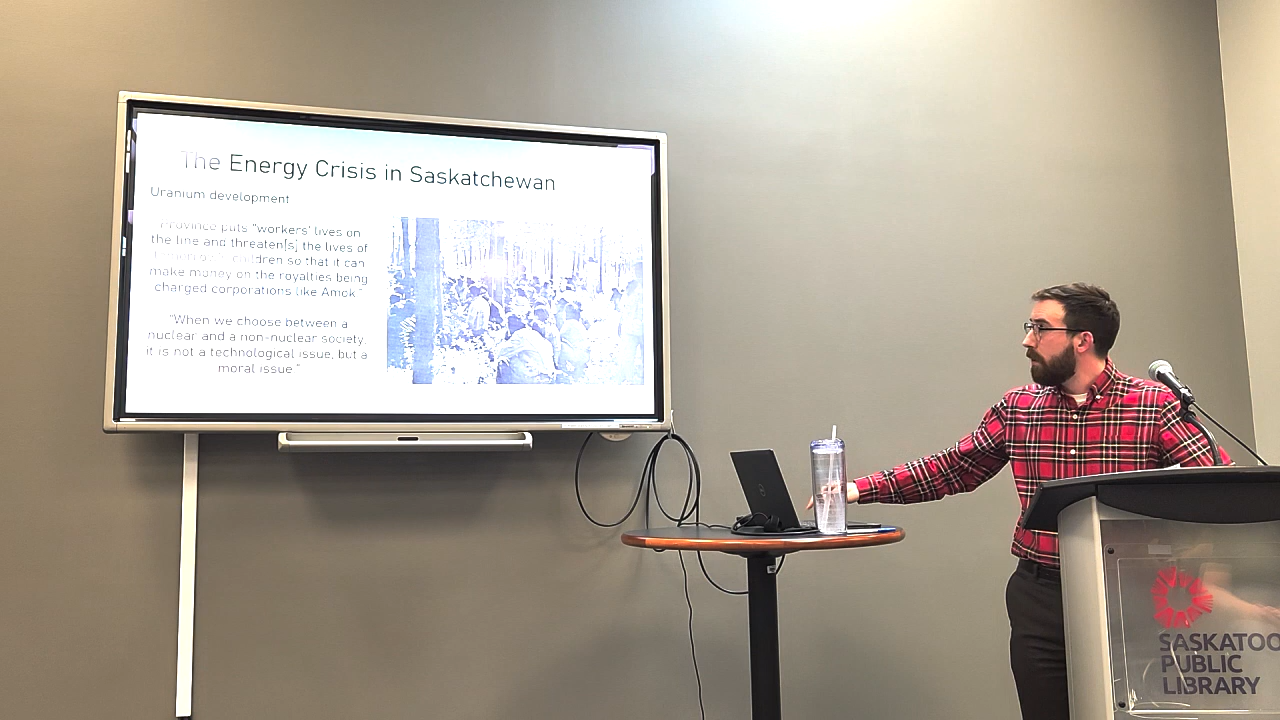 The Energy Crisis in Saskatchewan
Uranium development
Province puts "workers' lives on
the line and threaten[s] the lives of
children so that it can
make money on the royalties being
charged corporations like Amok."
"When we choose between a
nuclear and a non-nuclear
it is not a technological issue, but a
moral issue."
SASKATOO
PUBLIC
LIBRARY